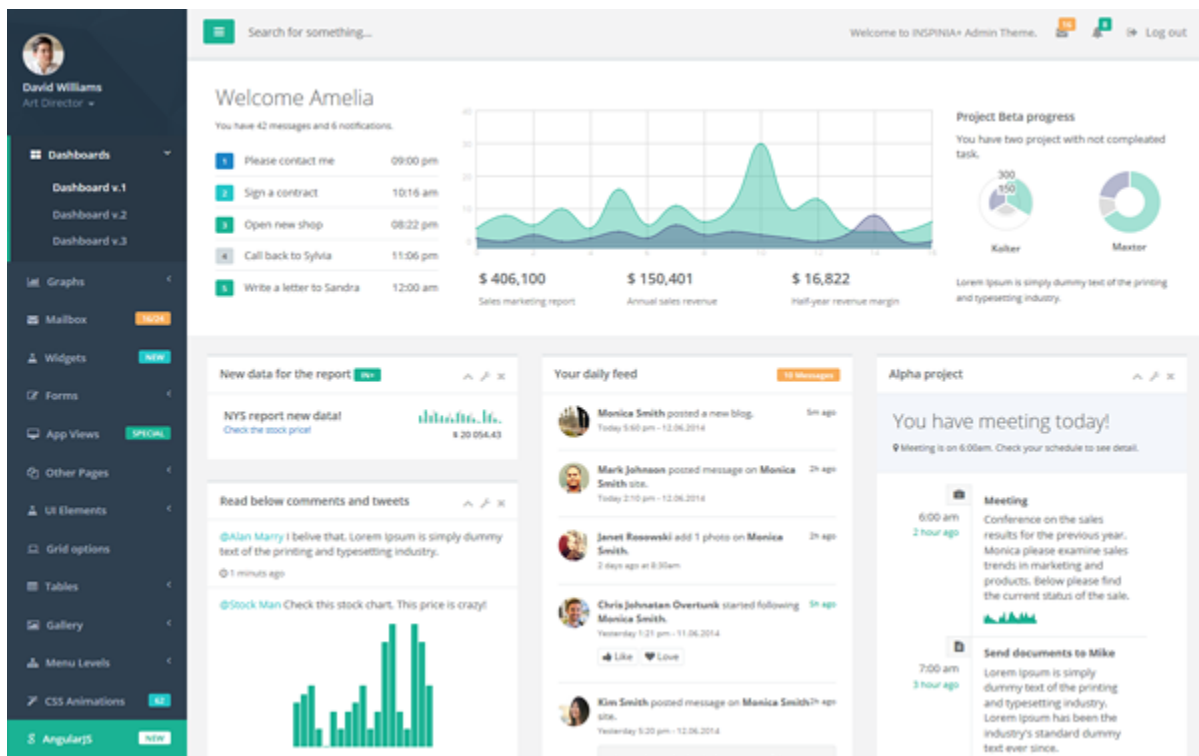 David Williams
Art Director
Dashboards
Dashboard v.1
Dashboard v.2
Dashboard v.3
Graphs
Mailbox 16/24
Widgets NEW
Forms
App Views SPECIAL
Other Pages
UI Elements
Grid options
Tables
Gallery
Menu Levels
CSS Animations 62
AngularJS NEW
Search for something...
Welcome to INSPINIA+ Admin Theme.
16
8
Log out
Welcome Amelia
You have 42 messages and 6 notifications.
1 Please contact me 09:00 pm
2 Sign a contract 10:16 am
3 Open new shop 08:22 pm
4 Call back to Sylvia 11:06 pm
5 Write a letter to Sandra 12:00 am
40
30
20
10
0
0 2 4 6 8 10 12 14 16
$ 406,100
Sales marketing report
$ 150,401
Annual sales revenue
$ 16,822
Half-year revenue margin
Project Beta progress
You have two project with not compleated
task.
300
150
Kolter
Maxtor
Lorem Ipsum is simply dummy text of the printing
and typesetting industry.
New data for the report IN+
NYS report new data!
Check the stock price!
$ 20 054.43
Read below comments and tweets
@Alan Marry I belive that. Lorem Ipsum is simply dummy
text of the printing and typesetting industry.
1 minuts ago
@Stock Man Check this stock chart. This price is crazy!
Your daily feed 10 Messages
Monica Smith posted a new blog. 5m ago
Today 5:60 pm - 12.06.2014
Mark Johnson posted message on Monica 2h ago
Smith site.
Today 2:10 pm - 12.06.2014
Janet Rosowski add 1 photo on Monica 2h ago
Smith.
2 days ago at 8:30am
Chris Johnatan Overtunk started following 5h ago
Monica Smith.
Yesterday 1:21 pm - 11.06.2014
Like Love
Kim Smith posted message on Monica Smith 2h ago
site.
Yesterday 5:20 pm - 12.06.2014
Alpha project
You have meeting today!
Meeting is on 6:00am. Check your schedule to see detail.
6:00 am
2 hour ago
Meeting
Conference on the sales
results for the previous year.
Monica please examine sales
trends in marketing and
products. Below please find
the current status of the sale.
7:00 am
3 hour ago
Send documents to Mike
Lorem Ipsum is simply
dummy text of the printing
and typesetting industry.
Lorem Ipsum has been the
industry's standard dummy
text ever since.